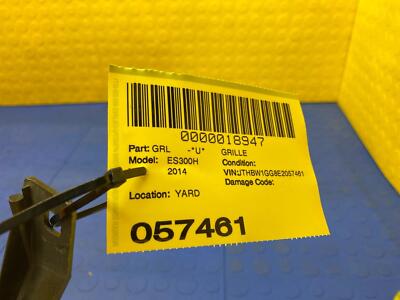 0000018947
Part: GRL -*U* GRILLE
Model: ES300H Condition:
2014 VIN:JTHBW1GG8E2057461
Damage Code:
Location: YARD
057461